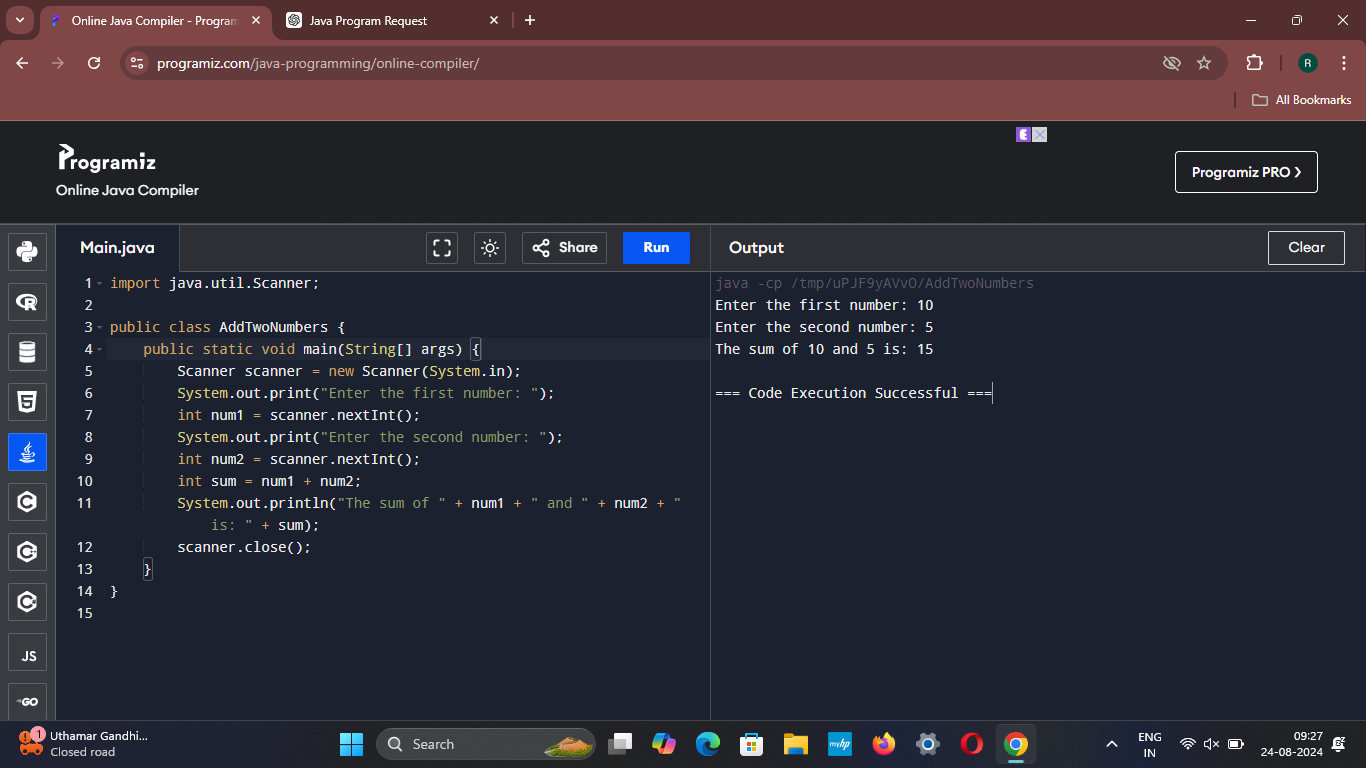 Online Java Compiler - Program
Java Program Request
programiz.com/java-programming/online-compiler/
R
All Bookmarks
Programiz
Online Java Compiler
Programiz PRO ❯
Main.java
Share
Run
Output
Clear
1 import java.util.Scanner;
2
3 public class AddTwoNumbers {
4 public static void main(String[] args) {
5 Scanner scanner = new Scanner(System.in);
6 System.out.print("Enter the first number: ");
7 int num1 = scanner.nextInt();
8 System.out.print("Enter the second number: ");
9 int num2 = scanner.nextInt();
10 int sum = num1 + num2;
11 System.out.println("The sum of " + num1 + " and " + num2 + "
is: " + sum);
12 scanner.close();
13 }
14 }
15
java -cp /tmp/uPJF9yAVvO/AddTwoNumbers
Enter the first number: 10
Enter the second number: 5
The sum of 10 and 5 is: 15
=== Code Execution Successful ===
JS
GO
1
Uthamar Gandhi...
Closed road
Search
myhp
ENG
IN
09:27
24-08-2024